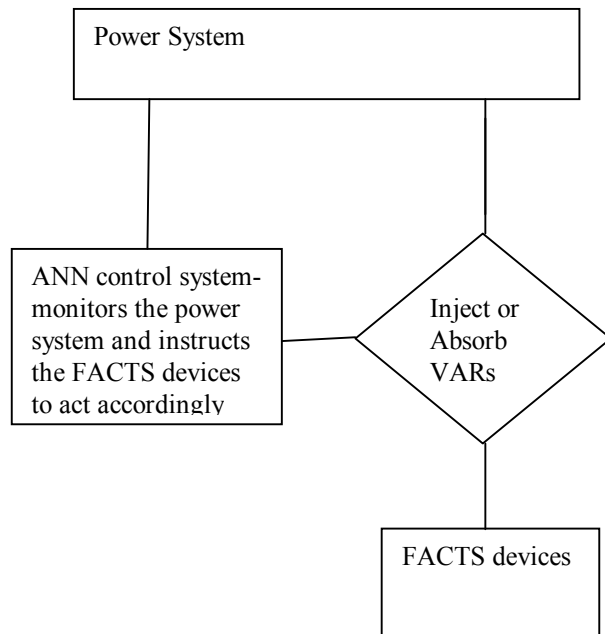 Power System
ANN control system-
monitors the power
system and instructs
the FACTS devices
to act accordingly
Inject or
Absorb
VARs
FACTS devices